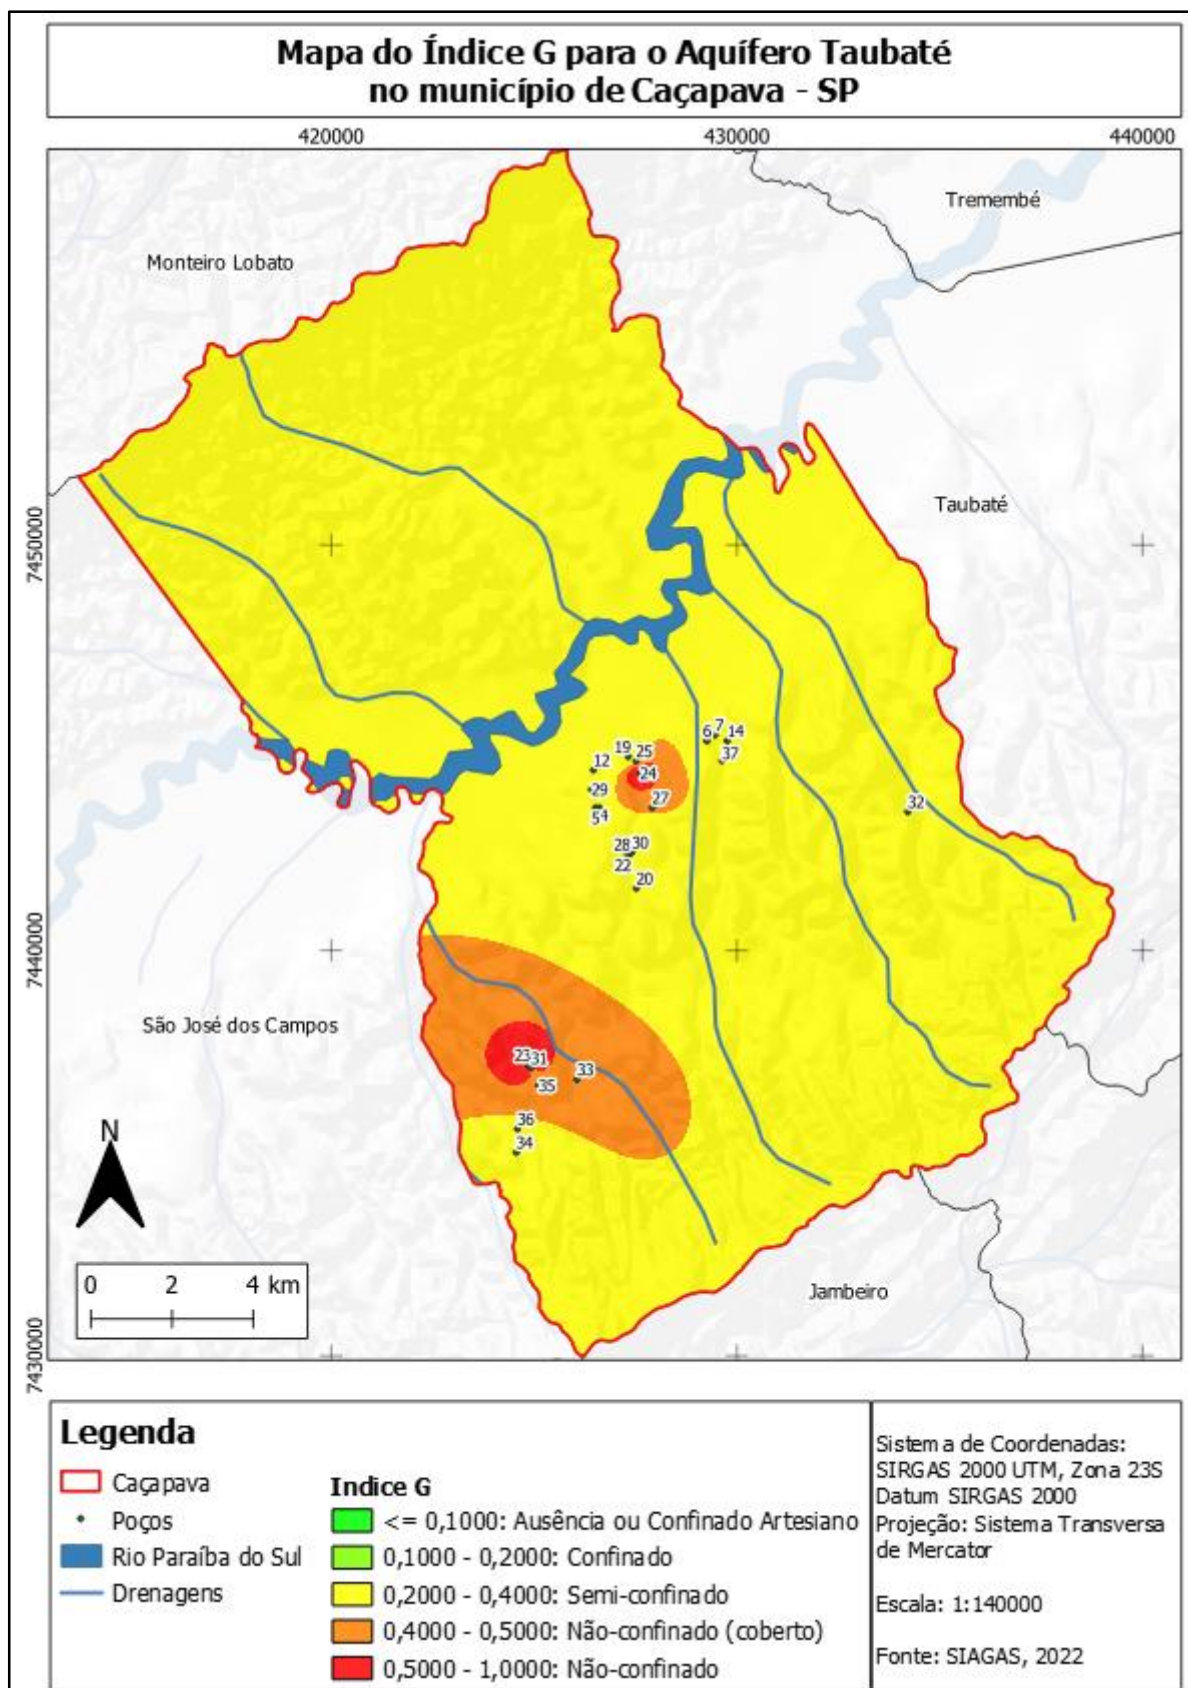 Mapa do Índice G para o Aquífero Taubaté
no município de Caçapava - SP
420000
430000
440000
Tremembé
Monteiro Lobato
Taubaté
7450000
6
7
14
37
19
25
12
24
29
27
5
4
32
28
30
22
20
7440000
São José dos Campos
23
31
33
35
36
34
N
0 2 4 km
Jambeiro
7430000
Legenda
Caçapava
Poços
Rio Paraíba do Sul
Drenagens
Indice G
<= 0,1000: Ausência ou Confinado Artesiano
0,1000 - 0,2000: Confinado
0,2000 - 0,4000: Semi-confinado
0,4000 - 0,5000: Não-confinado (coberto)
0,5000 - 1,0000: Não-confinado
Sistema de Coordenadas:
SIRGAS 2000 UTM, Zona 23S
Datum SIRGAS 2000
Projeção: Sistema Transversa
de Mercator
Escala: 1:140000
Fonte: SIAGAS, 2022